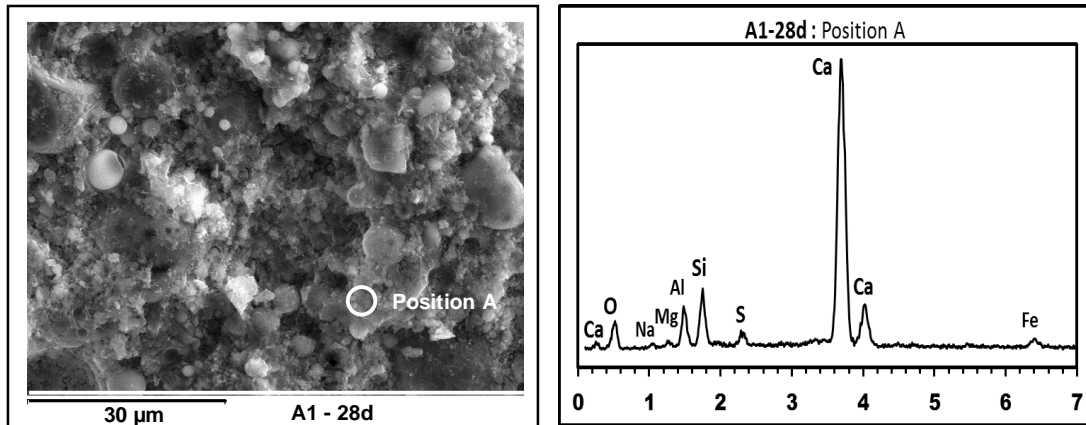 Position A
30 µm
A1 - 28d
A1-28d : Position A
Ca
Ca
O
Na
Mg
Al
Si
S
Ca
Fe
0 1 2 3 4 5 6 7